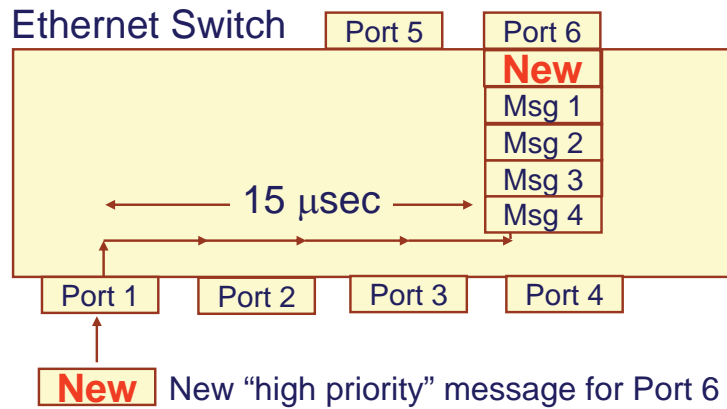 Ethernet Switch
Port 5
Port 6
New
Msg 1
Msg 2
Msg 3
Msg 4
15 μsec
Port 1
Port 2
Port 3
Port 4
New
New “high priority” message for Port 6